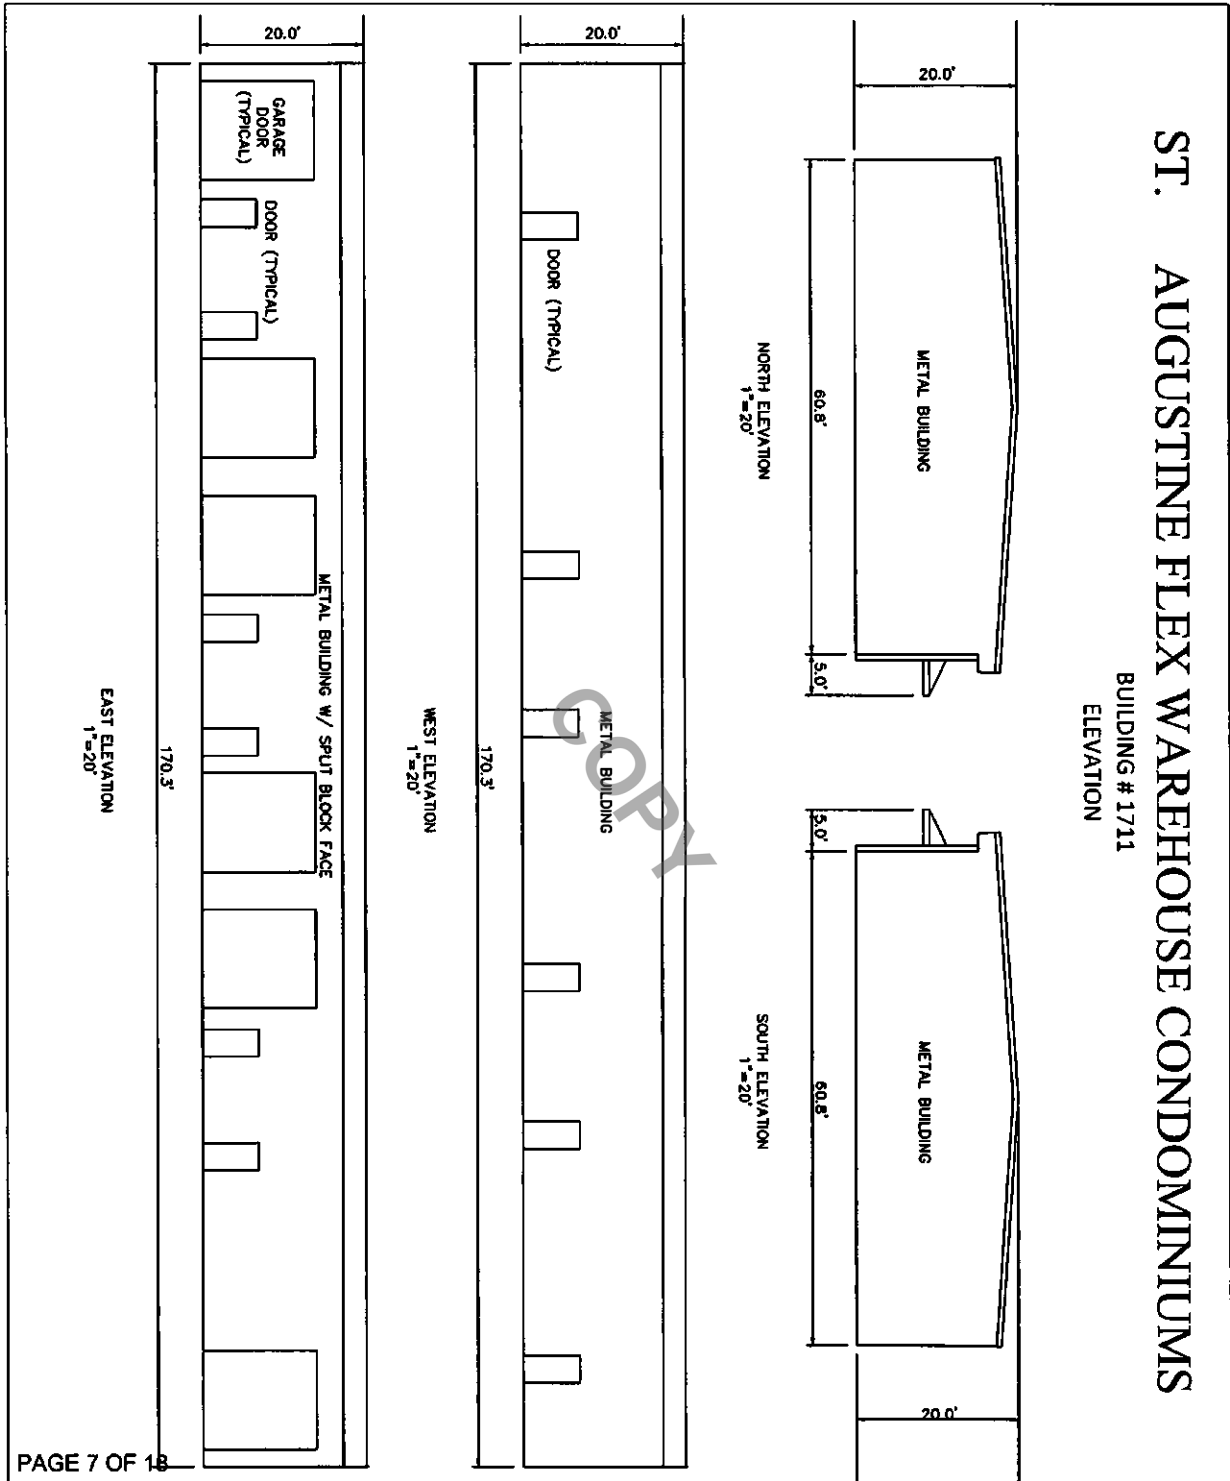 ST. AUGUSTINE FLEX WAREHOUSE CONDOMINIUMS
BUILDING # 1711
ELEVATION
20.0'
METAL BUILDING
60.8'
5.0'
NORTH ELEVATION
1"=20'
5.0'
METAL BUILDING
60.8'
20.0'
SOUTH ELEVATION
1"=20'
20.0'
DOOR (TYPICAL)
METAL BUILDING
170.3'
WEST ELEVATION
1"=20'
COPY
20.0'
GARAGE
DOOR
(TYPICAL)
DOOR (TYPICAL)
METAL BUILDING W/ SPLIT BLOCK FACE
170.3'
EAST ELEVATION
1"=20'
PAGE 7 OF 18